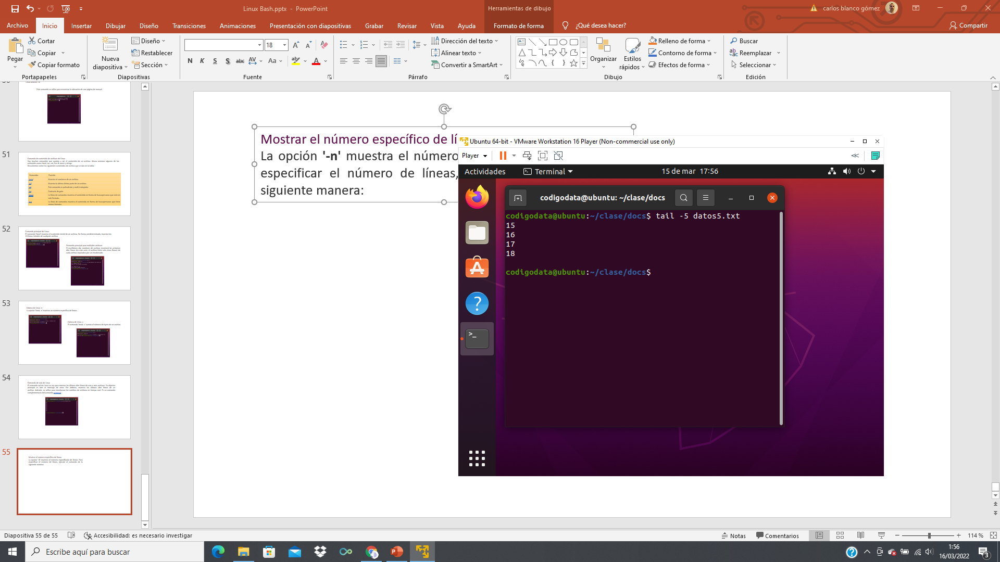 Linux Bash.pptx - PowerPoint
Herramientas de dibujo
carlos blanco gómez
Archivo Inicio Insertar Dibujar Diseño Transiciones Animaciones Presentación con diapositivas Grabar Revisar Vista Ayuda Formato de forma ¿Qué desea hacer? Compartir
Pegar
Cortar
Copiar
Copiar formato
Portapapeles
Nueva
diapositiva
Diseño
Restablecer
Sección
Diapositivas
18
N K S S abc AV Aa
Fuente
Dirección del texto
Alinear texto
Convertir a SmartArt
Párrafo
Organizar
Estilos
rápidos
Relleno de forma
Contorno de forma
Efectos de forma
Dibujo
Buscar
Reemplazar
Seleccionar
Edición
51
52
53
54
55
Mostrar el número específico de lí
La opción '-n' muestra el número
especificar el número de líneas,
siguiente manera:
Ubuntu 64-bit - VMware Workstation 16 Player (Non-commercial use only)
Player
Actividades Terminal 15 de mar 17:56
codigodata@ubuntu: ~/clase/docs
codigodata@ubuntu:~/clase/docs$ tail -5 datos5.txt
15
16
17
18
codigodata@ubuntu:~/clase/docs$
Diapositiva 55 de 55 Accesibilidad: es necesario investigar
Notas Comentarios 114 %
Escribe aquí para buscar
1:56
16/03/2022
3